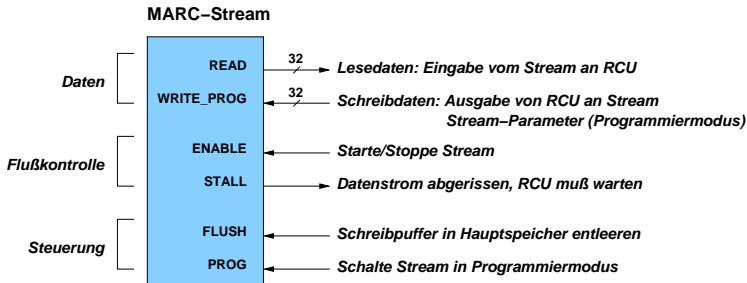 MARC–Stream
Daten
READ
32
Lesedaten: Eingabe vom Stream an RCU
WRITE_PROG
32
Schreibdaten: Ausgabe von RCU an Stream
Stream–Parameter (Programmiermodus)
Flußkontrolle
ENABLE
Starte/Stoppe Stream
STALL
Datenstrom abgerissen, RCU muß warten
Steuerung
FLUSH
Schreibpuffer in Hauptspeicher entleeren
PROG
Schalte Stream in Programmiermodus